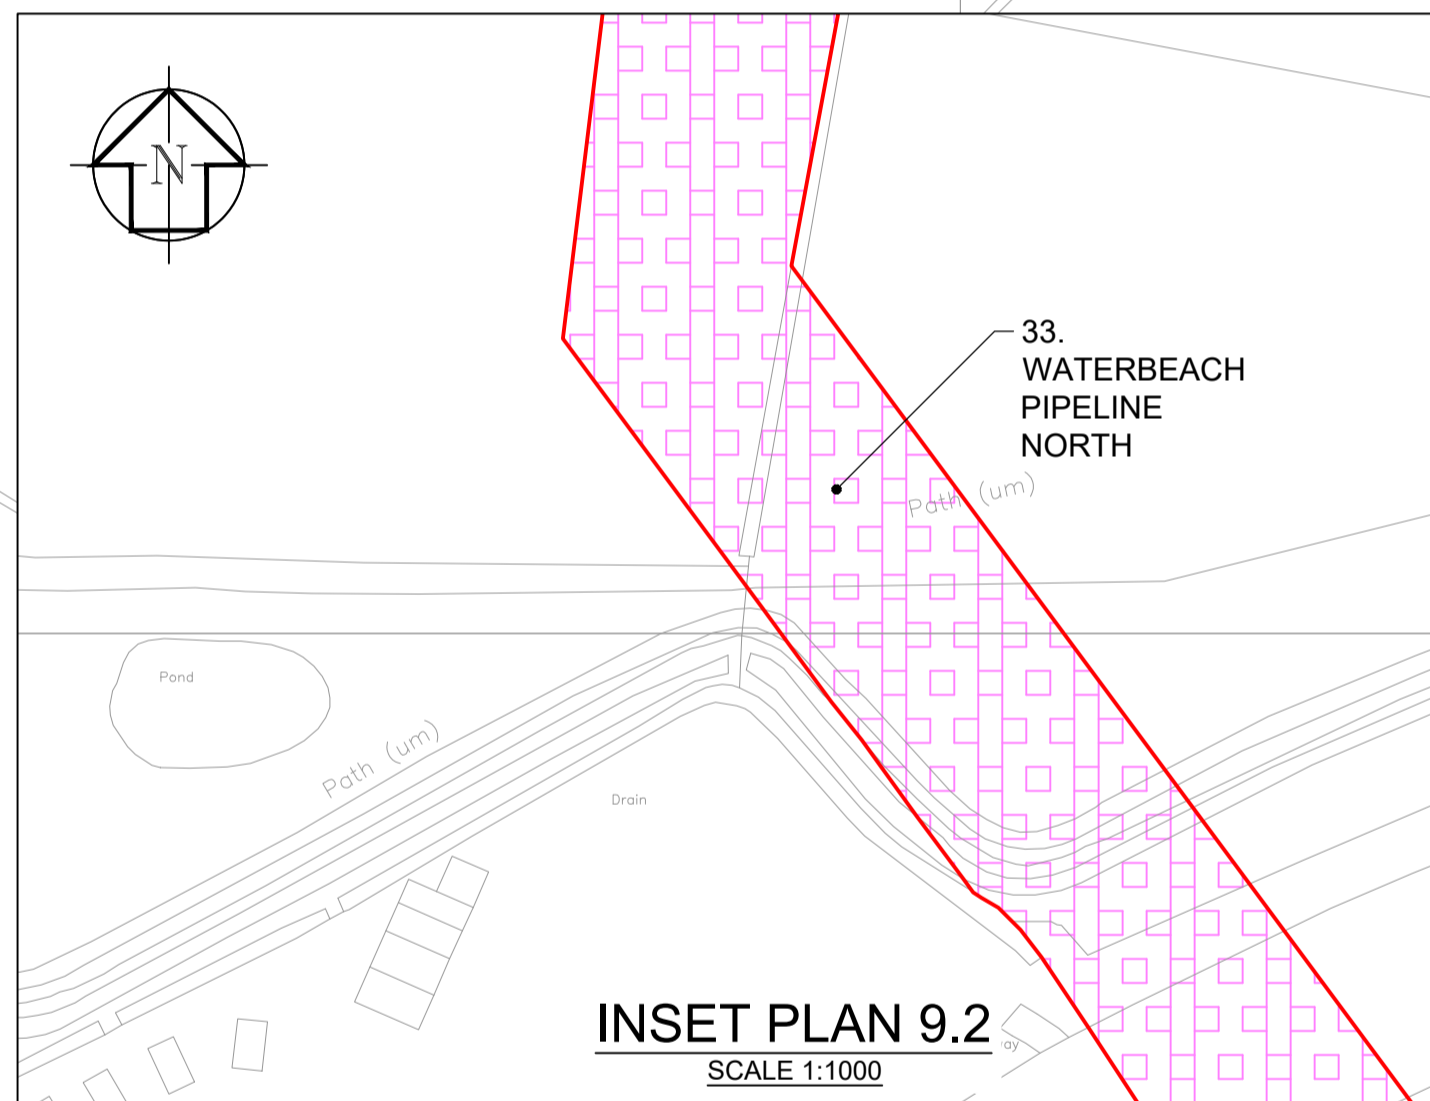 N
33.
WATERBEACH
PIPELINE
NORTH
Path (um)
Pond
Path (um)
Drain
INSET PLAN 9.2
SCALE 1:1000